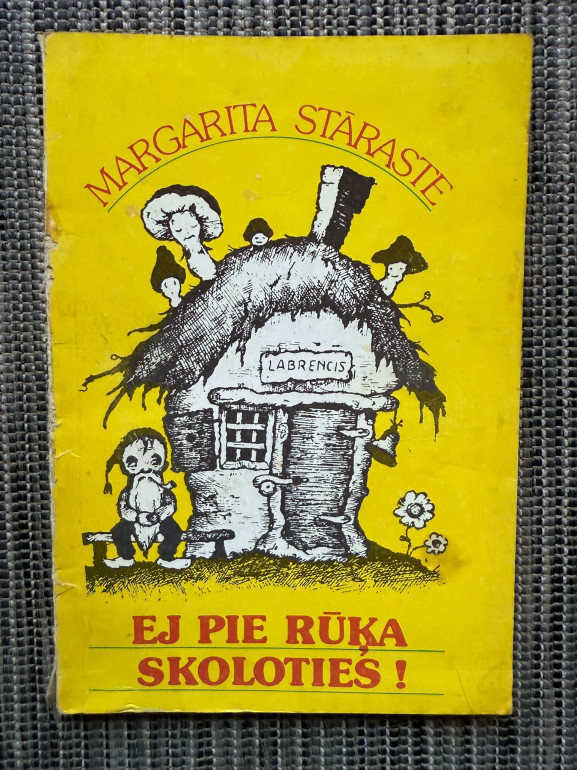 MARGARITA STĀRASTE
LABRENCIS
EJ PIE RŪĶA
SKOLOTIES!